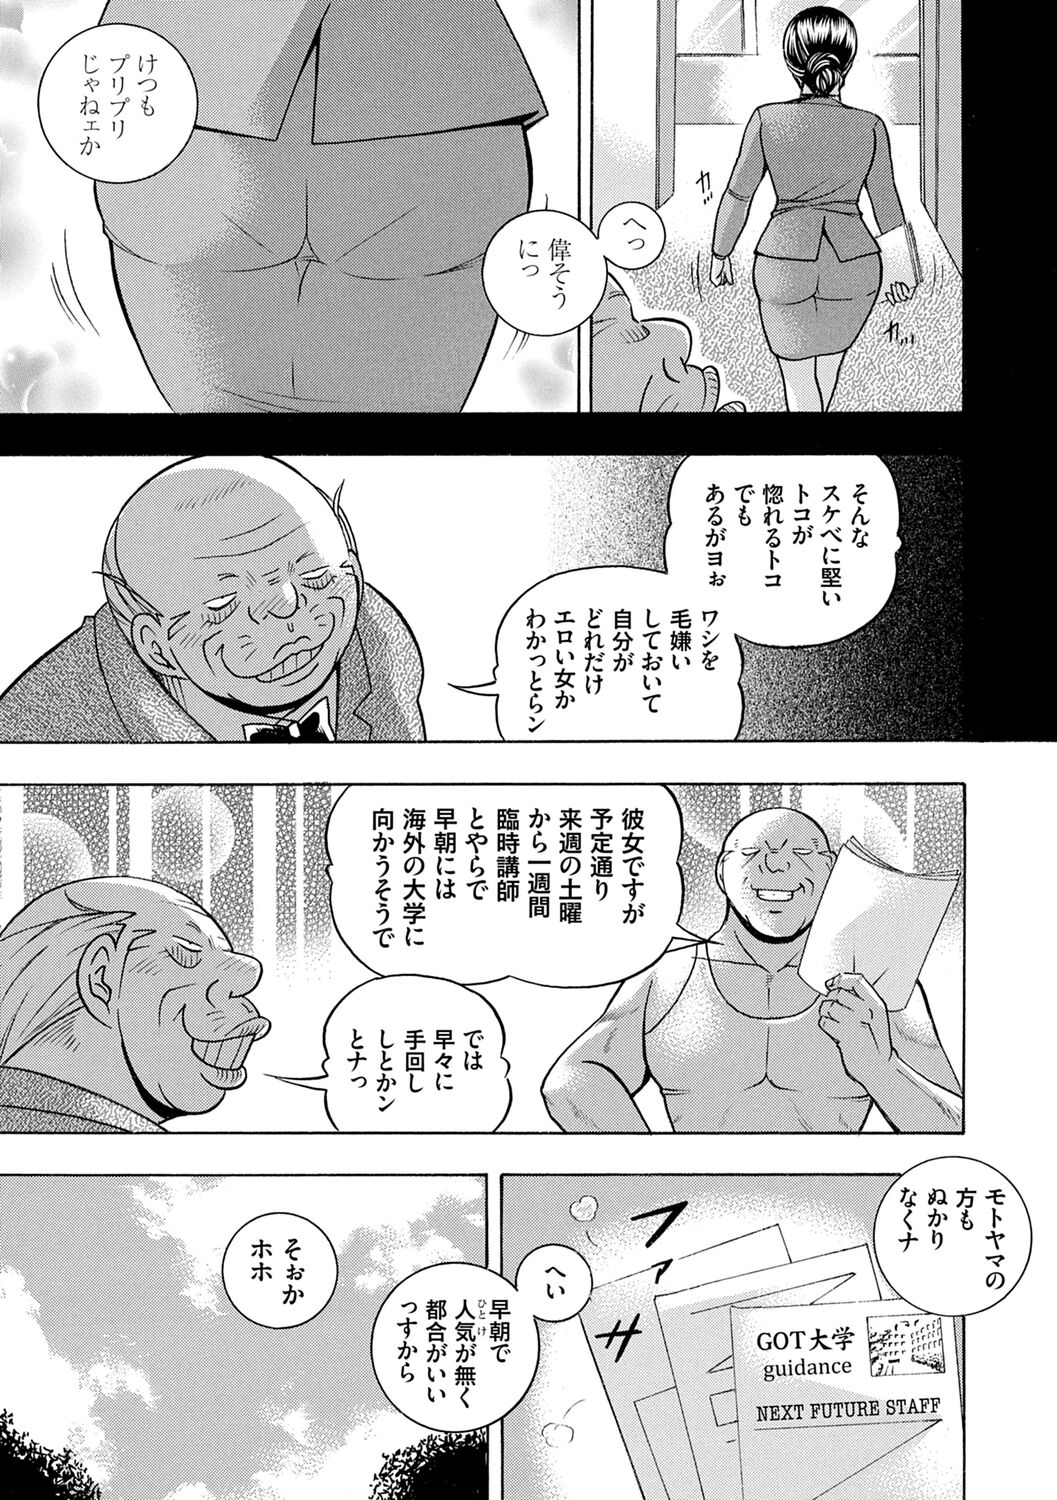 ガ!!
ガ!!!
へっ
偉そう
にっ
けつも
プリプリ
じゃねェか
そんな
スケベに堅い
トコが
惚れるトコ
でも
あるがヨぉ
ワシを
毛嫌い
しておいて
自分が
どれだけ
エロい女か
わかっとらン
彼女ですが
予定通り
来週の土曜
から一週間
臨時講師
とやらで
早朝には
海外の大学に
向かうそうで
では
早々に
手回し
しとかン
とナっ
モトヤマの
方も
ぬかり
なくナ
へい
GOT大学
guidance
NEXT FUTURE STAFF
早朝で
人気が無く
ひとけ
都合がいい
っすから
そぉか
ホホ